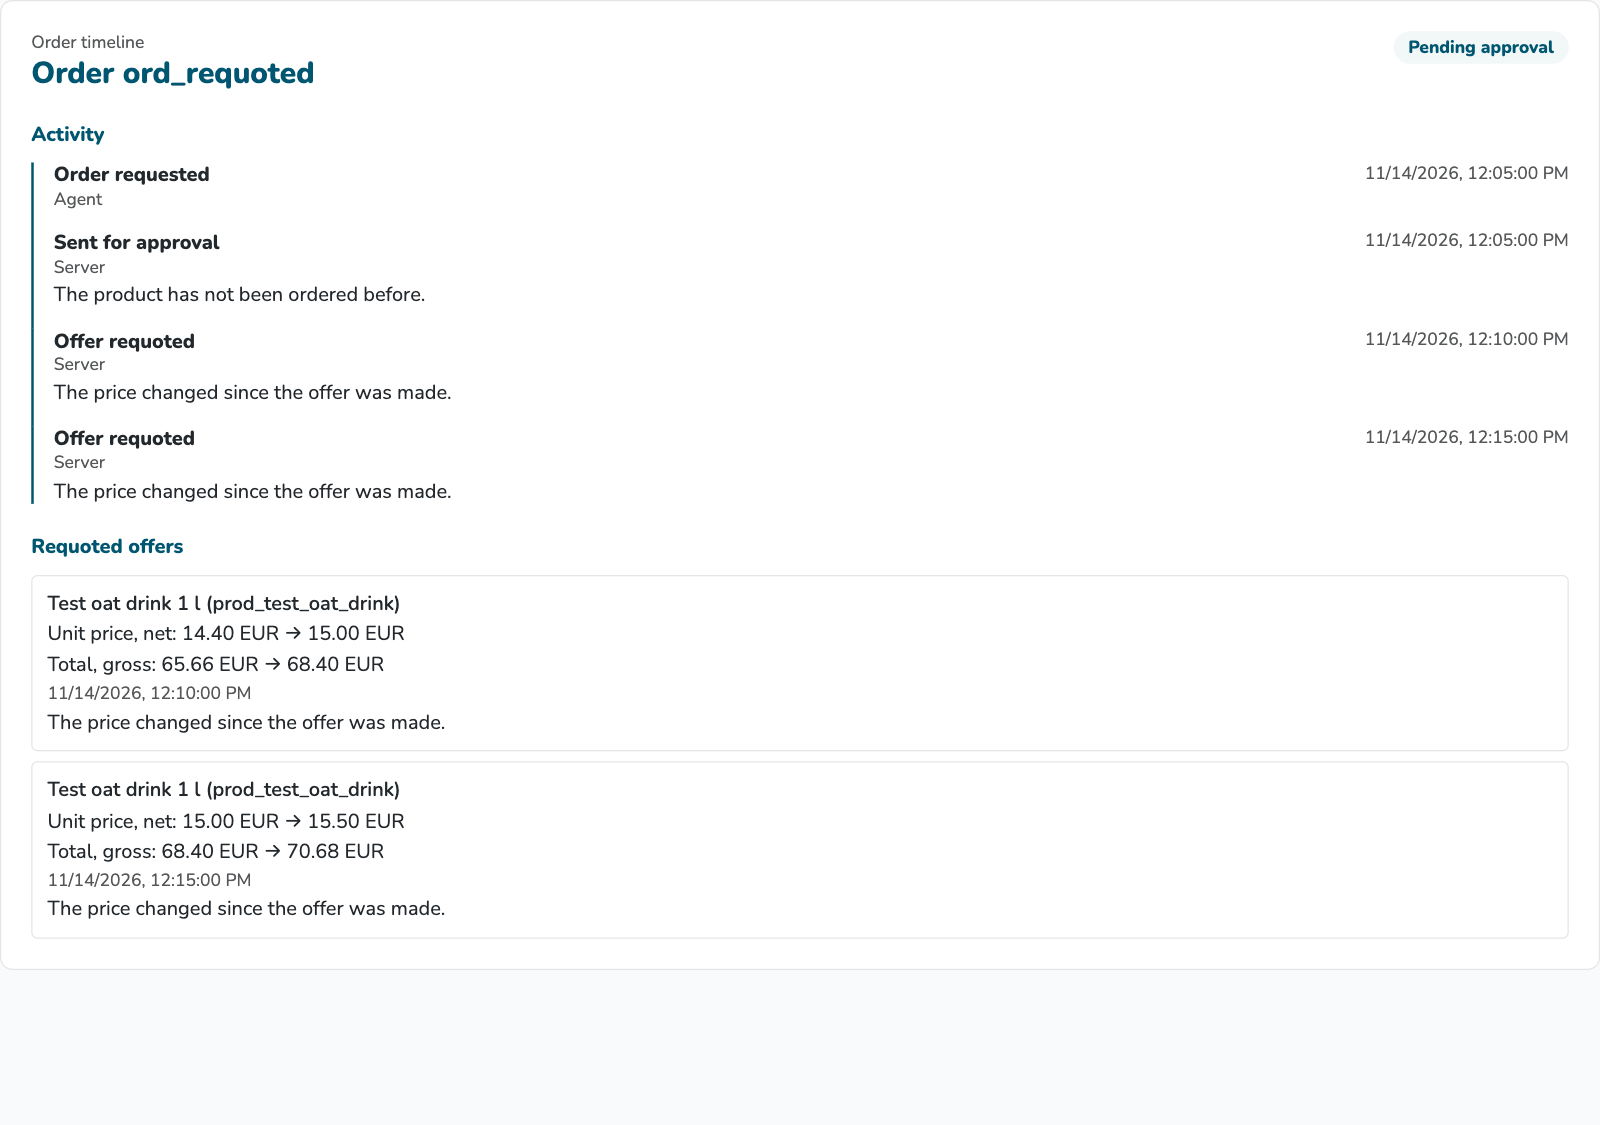 Order timeline
Order ord_requoted
Pending approval
Activity
Order requested
11/14/2026, 12:05:00 PM
Agent
Sent for approval
11/14/2026, 12:05:00 PM
Server
The product has not been ordered before.
Offer requoted
11/14/2026, 12:10:00 PM
Server
The price changed since the offer was made.
Offer requoted
11/14/2026, 12:15:00 PM
Server
The price changed since the offer was made.
Requoted offers
Test oat drink 1 l (prod_test_oat_drink)
Unit price, net: 14.40 EUR → 15.00 EUR
Total, gross: 65.66 EUR → 68.40 EUR
11/14/2026, 12:10:00 PM
The price changed since the offer was made.
Test oat drink 1 l (prod_test_oat_drink)
Unit price, net: 15.00 EUR → 15.50 EUR
Total, gross: 68.40 EUR → 70.68 EUR
11/14/2026, 12:15:00 PM
The price changed since the offer was made.